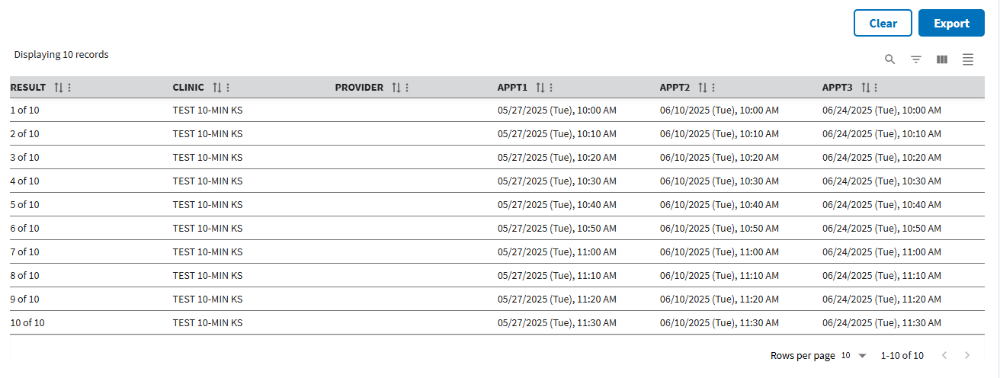 Clear Export
Displaying 10 records
RESULT CLINIC PROVIDER APPT1 APPT2 APPT3
1 of 10 TEST 10-MIN KS 05/27/2025 (Tue), 10:00 AM 06/10/2025 (Tue), 10:00 AM 06/24/2025 (Tue), 10:00 AM
2 of 10 TEST 10-MIN KS 05/27/2025 (Tue), 10:10 AM 06/10/2025 (Tue), 10:10 AM 06/24/2025 (Tue), 10:10 AM
3 of 10 TEST 10-MIN KS 05/27/2025 (Tue), 10:20 AM 06/10/2025 (Tue), 10:20 AM 06/24/2025 (Tue), 10:20 AM
4 of 10 TEST 10-MIN KS 05/27/2025 (Tue), 10:30 AM 06/10/2025 (Tue), 10:30 AM 06/24/2025 (Tue), 10:30 AM
5 of 10 TEST 10-MIN KS 05/27/2025 (Tue), 10:40 AM 06/10/2025 (Tue), 10:40 AM 06/24/2025 (Tue), 10:40 AM
6 of 10 TEST 10-MIN KS 05/27/2025 (Tue), 10:50 AM 06/10/2025 (Tue), 10:50 AM 06/24/2025 (Tue), 10:50 AM
7 of 10 TEST 10-MIN KS 05/27/2025 (Tue), 11:00 AM 06/10/2025 (Tue), 11:00 AM 06/24/2025 (Tue), 11:00 AM
8 of 10 TEST 10-MIN KS 05/27/2025 (Tue), 11:10 AM 06/10/2025 (Tue), 11:10 AM 06/24/2025 (Tue), 11:10 AM
9 of 10 TEST 10-MIN KS 05/27/2025 (Tue), 11:20 AM 06/10/2025 (Tue), 11:20 AM 06/24/2025 (Tue), 11:20 AM
10 of 10 TEST 10-MIN KS 05/27/2025 (Tue), 11:30 AM 06/10/2025 (Tue), 11:30 AM 06/24/2025 (Tue), 11:30 AM
Rows per page 10 1-10 of 10